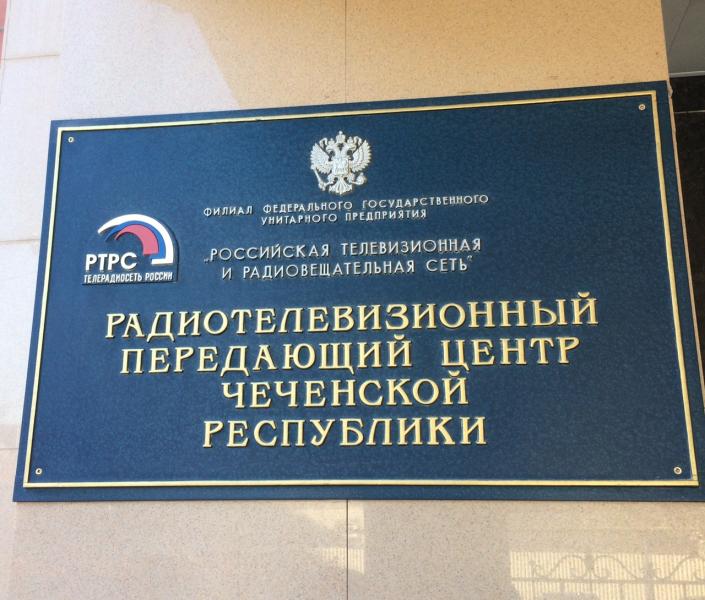 ФИЛИАЛ ФЕДЕРАЛЬНОГО ГОСУДАРСТВЕННОГО
УНИТАРНОГО ПРЕДПРИЯТИЯ
РТРС
ТЕЛЕРАДИОСЕТЬ РОССИИ
„РОССИЙСКАЯ ТЕЛЕВИЗИОННАЯ
И РАДИОВЕЩАТЕЛЬНАЯ СЕТЬ“
РАДИОТЕЛЕВИЗИОННЫЙ
ПЕРЕДАЮЩИЙ ЦЕНТР
ЧЕЧЕНСКОЙ
РЕСПУБЛИКИ